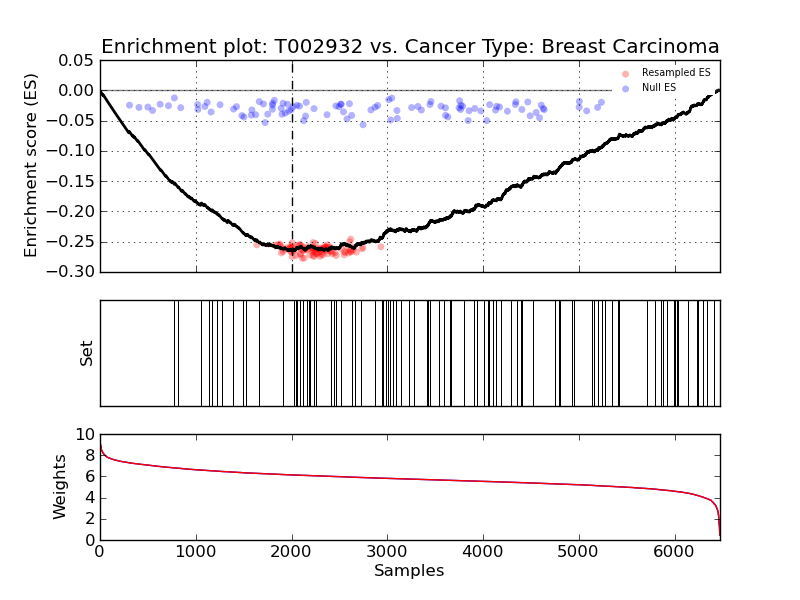 Enrichment plot: T002932 vs. Cancer Type: Breast Carcinoma
Enrichment score (ES)
0.05
0.00
−0.05
−0.10
−0.15
−0.20
−0.25
−0.30
Resampled ES
Null ES
Set
Weights
10
8
6
4
2
0
0 1000 2000 3000 4000 5000 6000
Samples